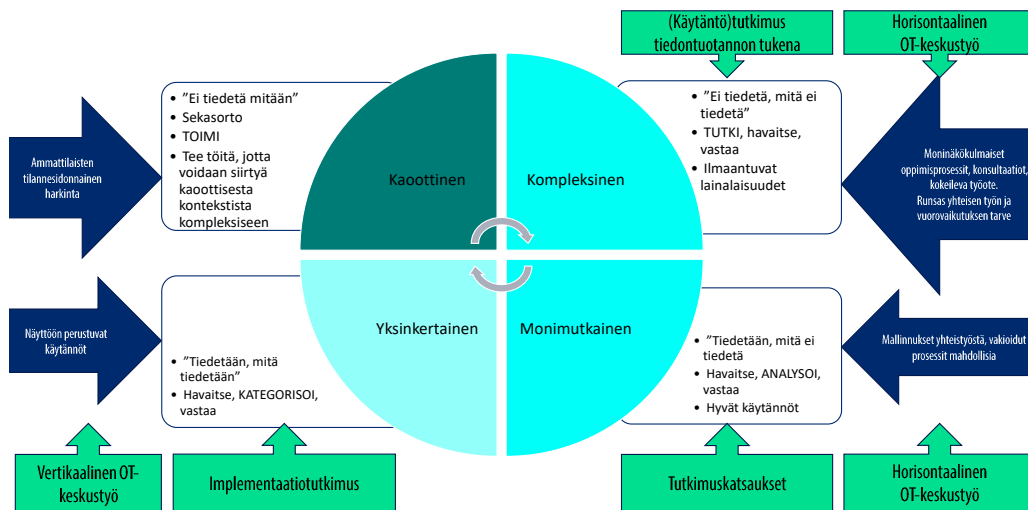 (Käytäntö)tutkimus
tiedontuotannon tukena
Horisontaalinen
OT-keskustyö
Ammattilaisten
tilannesidonnainen
harkinta
• ”Ei tiedetä mitään”
• Sekasorto
• TOIMI
• Tee töitä, jotta
voidaan siirtyä
kaoottisesta
kontekstista
kompleksiseen
Kaoottinen
Kompleksinen
• ”Ei tiedetä, mitä ei
tiedetä”
• TUTKI, havaitse,
vastaa
• Ilmaantuvat
lainalaisuudet
Moninäkökulmaiset
oppimisprosessit, konsultaatiot,
kokeileva työote.
Runsas yhteisen työn ja
vuorovaikutuksen tarve
Näyttöön perustuvat
käytännöt
• ”Tiedetään, mitä
tiedetään”
• Havaitse, KATEGORISOI,
vastaa
Yksinkertainen
Monimutkainen
• ”Tiedetään, mitä ei
tiedetä
• Havaitse, ANALYSOI,
vastaa
• Hyvät käytännöt
Mallinnukset yhteistyöstä, vakioidut
prosessit mahdollisia
Vertikaalinen OT-
keskustyö
Implementaatiotutkimus
Tutkimuskatsaukset
Horisontaalinen
OT-keskustyö